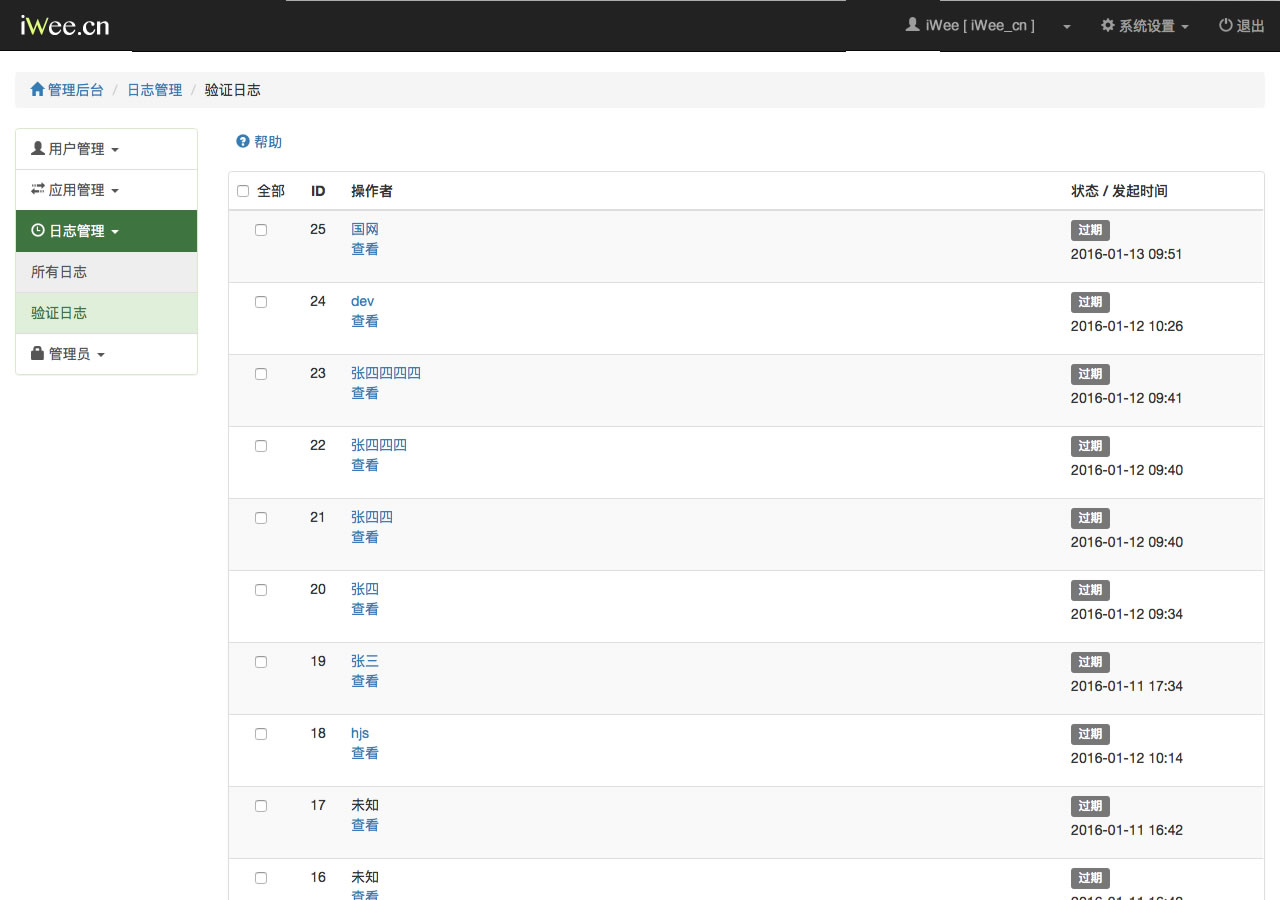 iWee.cn
iWee [ iWee_cn ]
系统设置
退出
管理后台 / 日志管理 / 验证日志
用户管理
应用管理
日志管理
所有日志
验证日志
管理员
帮助
全部 ID 操作者 状态 / 发起时间
25 国网 过期
查看 2016-01-13 09:51
24 dev 过期
查看 2016-01-12 10:26
23 张四四四四 过期
查看 2016-01-12 09:41
22 张四四四 过期
查看 2016-01-12 09:40
21 张四四 过期
查看 2016-01-12 09:40
20 张四 过期
查看 2016-01-12 09:34
19 张三 过期
查看 2016-01-11 17:34
18 hjs 过期
查看 2016-01-12 10:14
17 未知 过期
查看 2016-01-11 16:42
16 未知 过期
查看